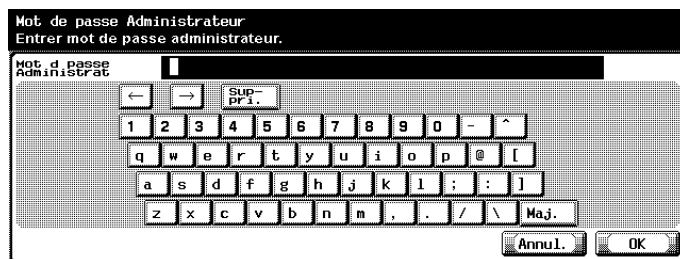 Mot de passe Administrateur
Entrer mot de passe administrateur.
Mot d passe
Administrat
← → Sup-
pri.
1 2 3 4 5 6 7 8 9 0 - ^
q w e r t y u i o p @ [
a s d f g h j k l ; : ]
z x c v b n m , . / \ Maj.
Annul. OK